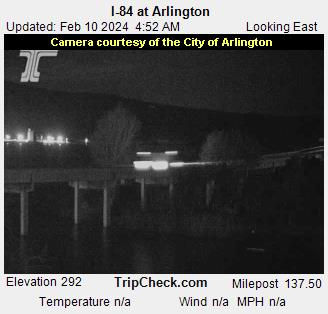 I-84 at Arlington
Updated: Feb 10 2024 4:52 AM Looking East
Camera courtesy of the City of Arlington
Elevation 292 TripCheck.com Milepost 137.50
Temperature n/a Wind n/a MPH n/a